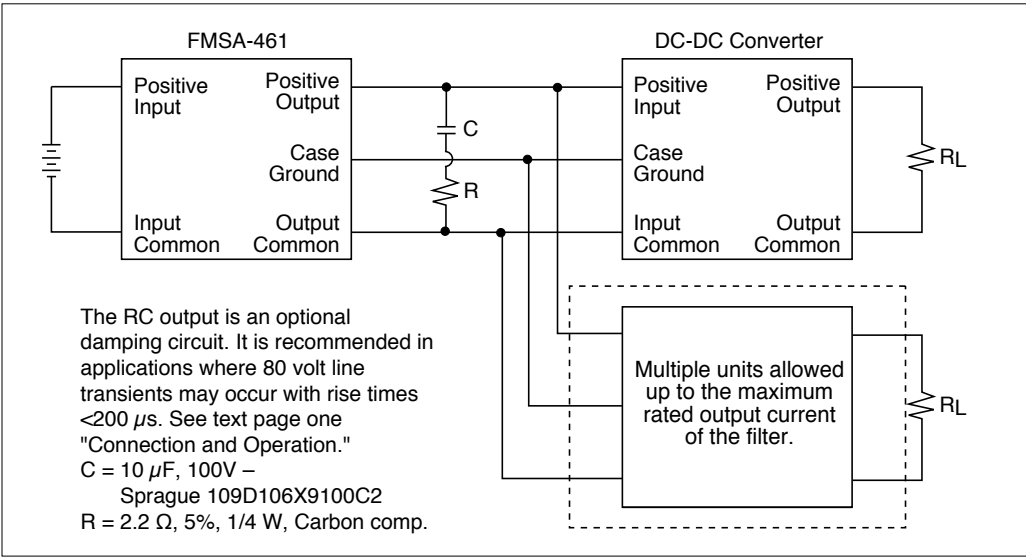 FMSA-461
DC-DC Converter
Positive
Input
Positive
Output
Case
Ground
Input
Common
Output
Common
C
R
Positive
Input
Positive
Output
Case
Ground
Input
Common
Output
Common
RL
The RC output is an optional
damping circuit. It is recommended in
applications where 80 volt line
transients may occur with rise times
<200 µs. See text page one
"Connection and Operation."
C = 10 µF, 100V –
Sprague 109D106X9100C2
R = 2.2 Ω, 5%, 1/4 W, Carbon comp.
Multiple units allowed
up to the maximum
rated output current
of the filter.
RL